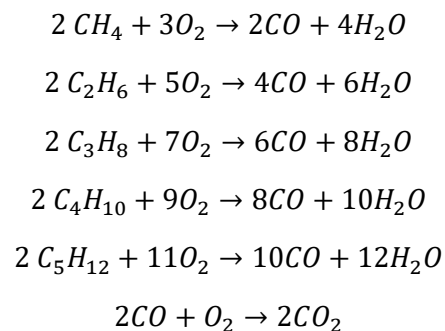 2 CH₄ + 3O₂ → 2CO + 4H₂O
2 C₂H₆ + 5O₂ → 4CO + 6H₂O
2 C₃H₈ + 7O₂ → 6CO + 8H₂O
2 C₄H₁₀ + 9O₂ → 8CO + 10H₂O
2 C₅H₁₂ + 11O₂ → 10CO + 12H₂O
2CO + O₂ → 2CO₂